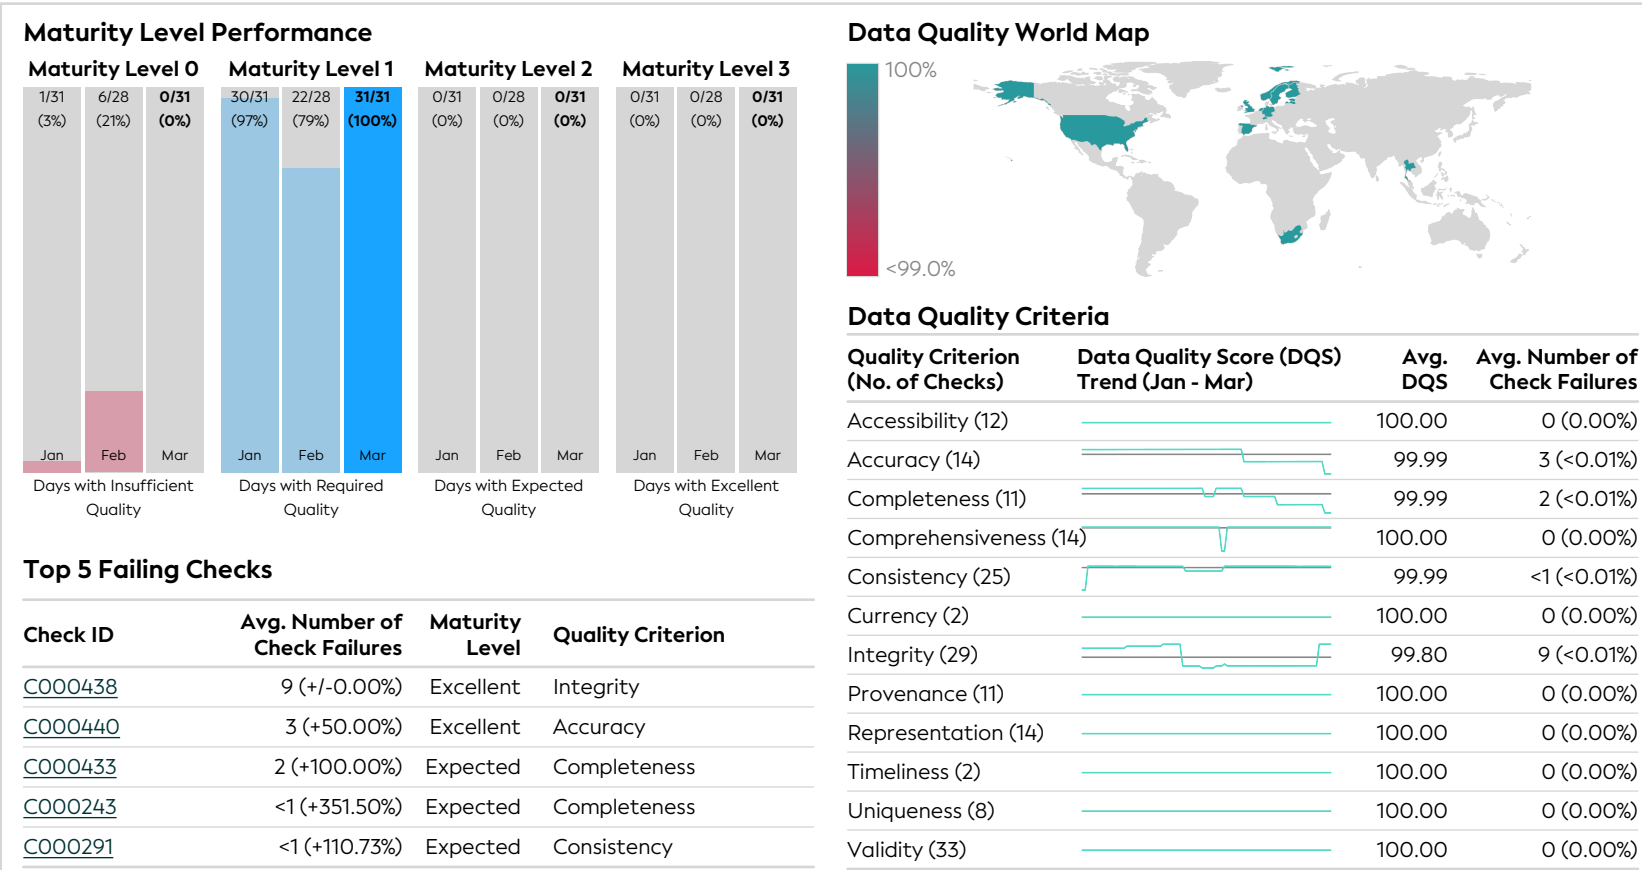 Maturity Level Performance
Maturity Level 0
Maturity Level 1
Maturity Level 2
Maturity Level 3
1/31 6/28 0/31
(3%) (21%) (0%)
30/31 22/28 31/31
(97%) (79%) (100%)
0/31 0/28 0/31
(0%) (0%) (0%)
0/31 0/28 0/31
(0%) (0%) (0%)
Jan Feb Mar
Jan Feb Mar
Jan Feb Mar
Jan Feb Mar
Days with Insufficient
Quality
Days with Required
Quality
Days with Expected
Quality
Days with Excellent
Quality
Top 5 Failing Checks
Check ID
Avg. Number of
Check Failures
Maturity
Level
Quality Criterion
C000438 9 (+/-0.00%) Excellent Integrity
C000440 3 (+50.00%) Excellent Accuracy
C000433 2 (+100.00%) Expected Completeness
C000243 <1 (+351.50%) Expected Completeness
C000291 <1 (+110.73%) Expected Consistency
Data Quality World Map
100%
<99.0%
Data Quality Criteria
Quality Criterion
(No. of Checks)
Data Quality Score (DQS)
Trend (Jan - Mar)
Avg.
DQS
Avg. Number of
Check Failures
Accessibility (12) 100.00 0 (0.00%)
Accuracy (14) 99.99 3 (<0.01%)
Completeness (11) 99.99 2 (<0.01%)
Comprehensiveness (14) 100.00 0 (0.00%)
Consistency (25) 99.99 <1 (<0.01%)
Currency (2) 100.00 0 (0.00%)
Integrity (29) 99.80 9 (<0.01%)
Provenance (11) 100.00 0 (0.00%)
Representation (14) 100.00 0 (0.00%)
Timeliness (2) 100.00 0 (0.00%)
Uniqueness (8) 100.00 0 (0.00%)
Validity (33) 100.00 0 (0.00%)